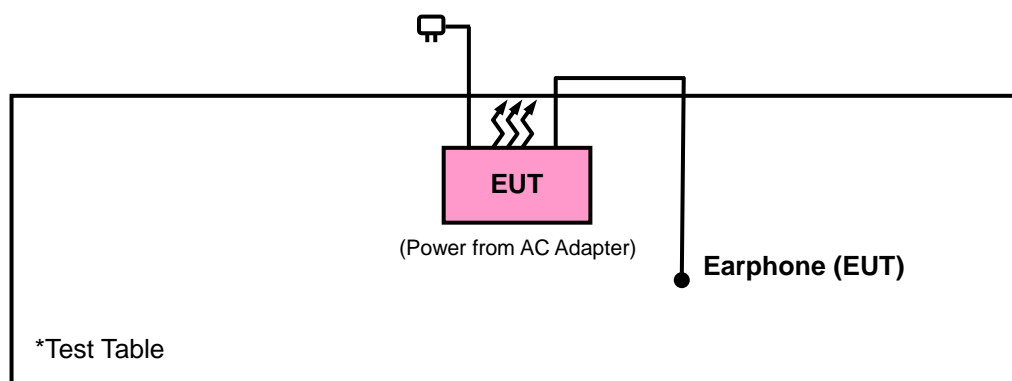 EUT
(Power from AC Adapter)
Earphone (EUT)
*Test Table